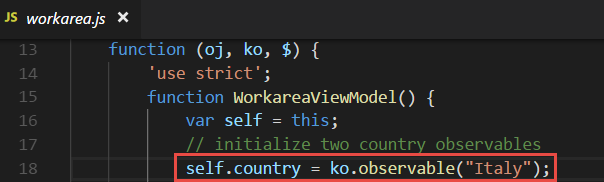 JS workarea.js ×
13 function (oj, ko, $) {
14 'use strict';
15 function WorkareaViewModel() {
16 var self = this;
17 // initialize two country observables
18 self.country = ko.observable("Italy");